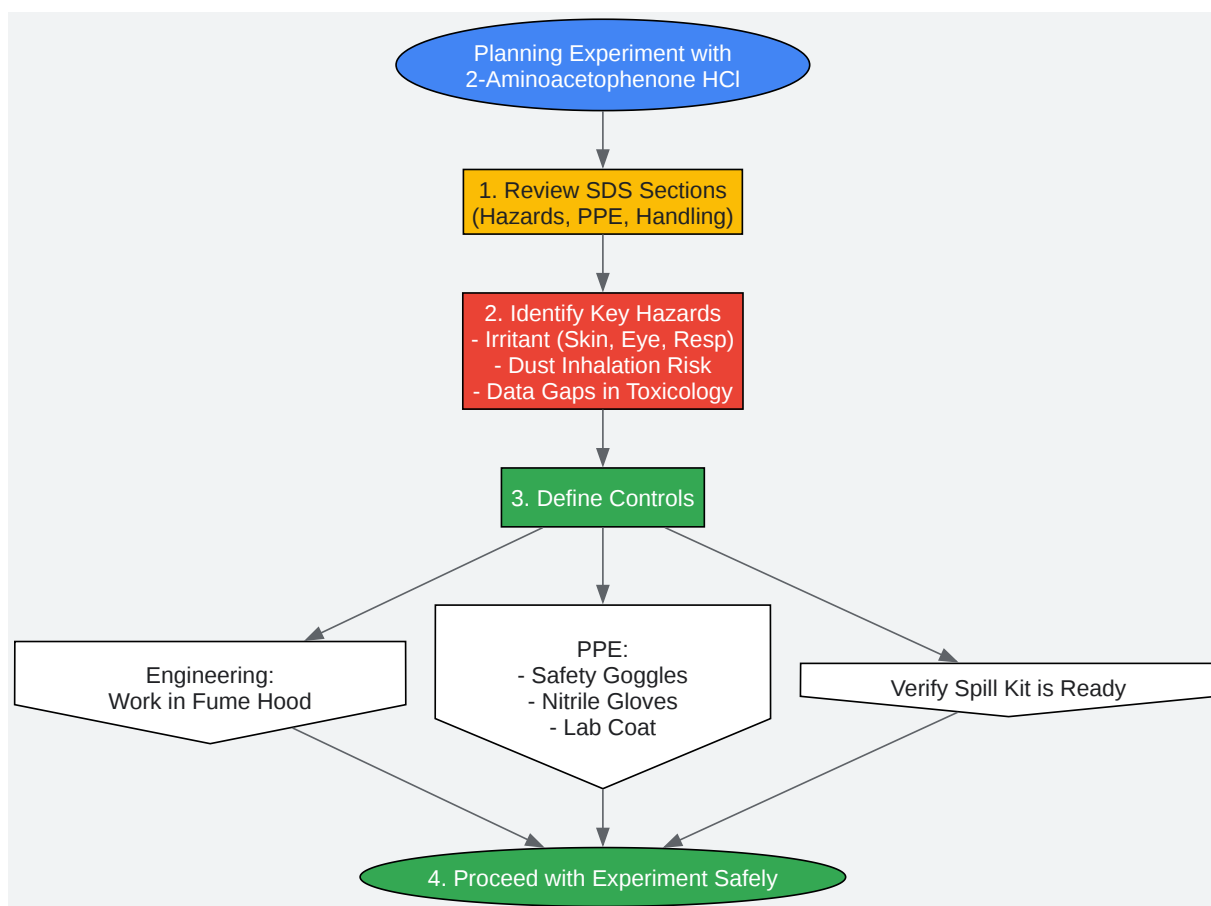 Planning Experiment with
2-Aminoacetophenone HCl
1. Review SDS Sections
(Hazards, PPE, Handling)
2. Identify Key Hazards
- Irritant (Skin, Eye, Resp)
- Dust Inhalation Risk
- Data Gaps in Toxicology
3. Define Controls
Engineering:
Work in Fume Hood
PPE:
- Safety Goggles
- Nitrile Gloves
- Lab Coat
Verify Spill Kit is Ready
4. Proceed with Experiment Safely